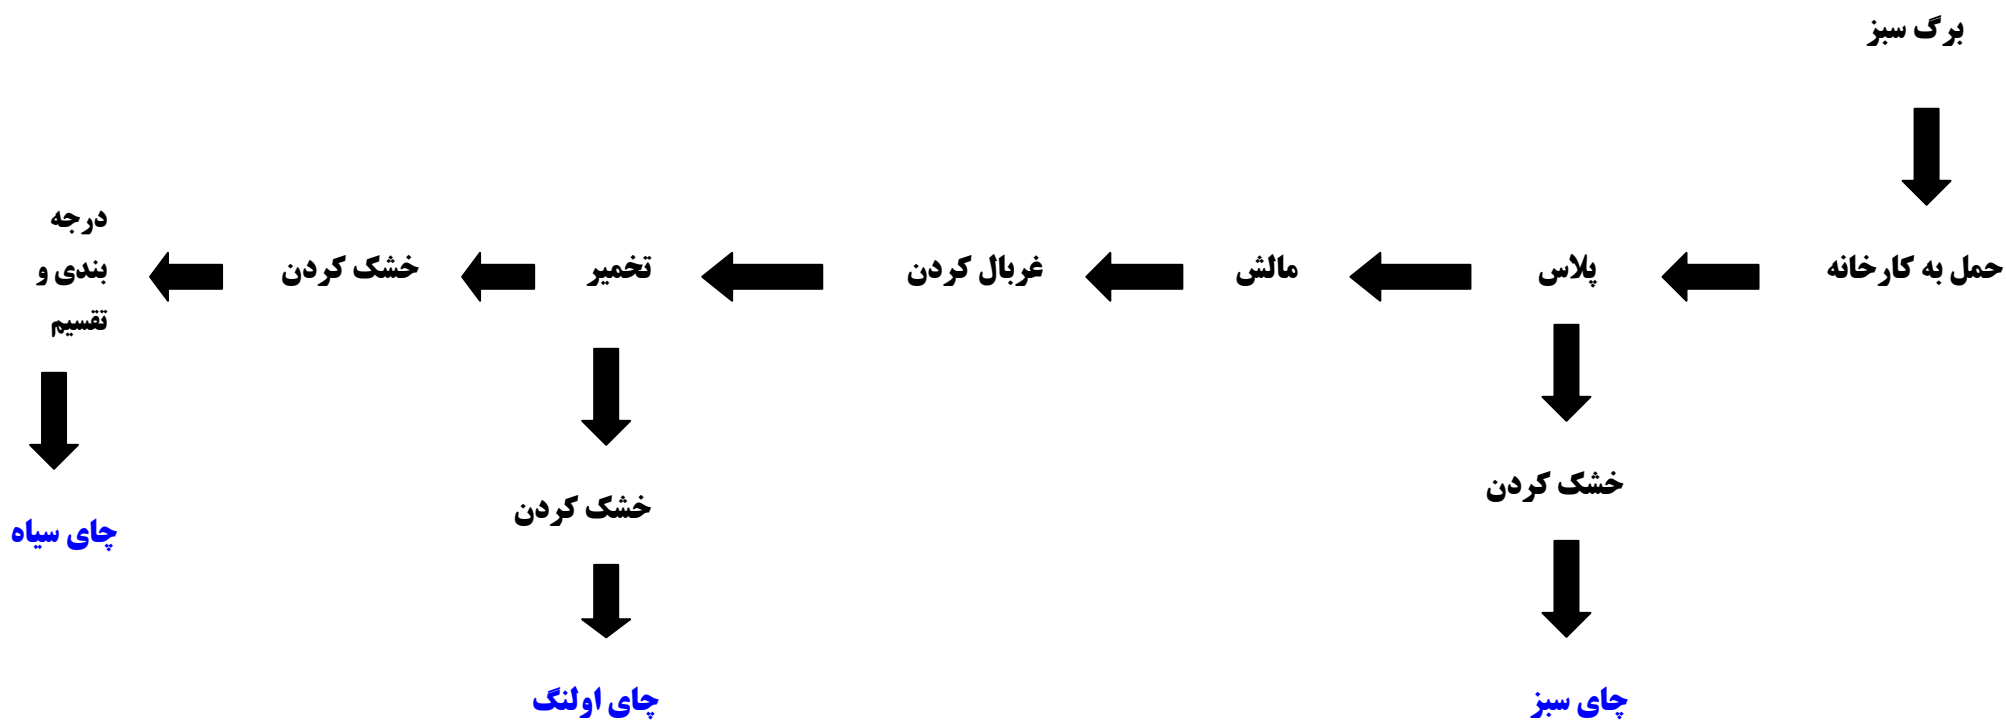 برگ سبز
حمل به کارخانه
پلاس
مالش
غربال کردن
تخمیر
خشک کردن
درجه
بندی و
تقسیم
خشک کردن
خشک کردن
چای سیاه
چای سبز
چای اولنگ